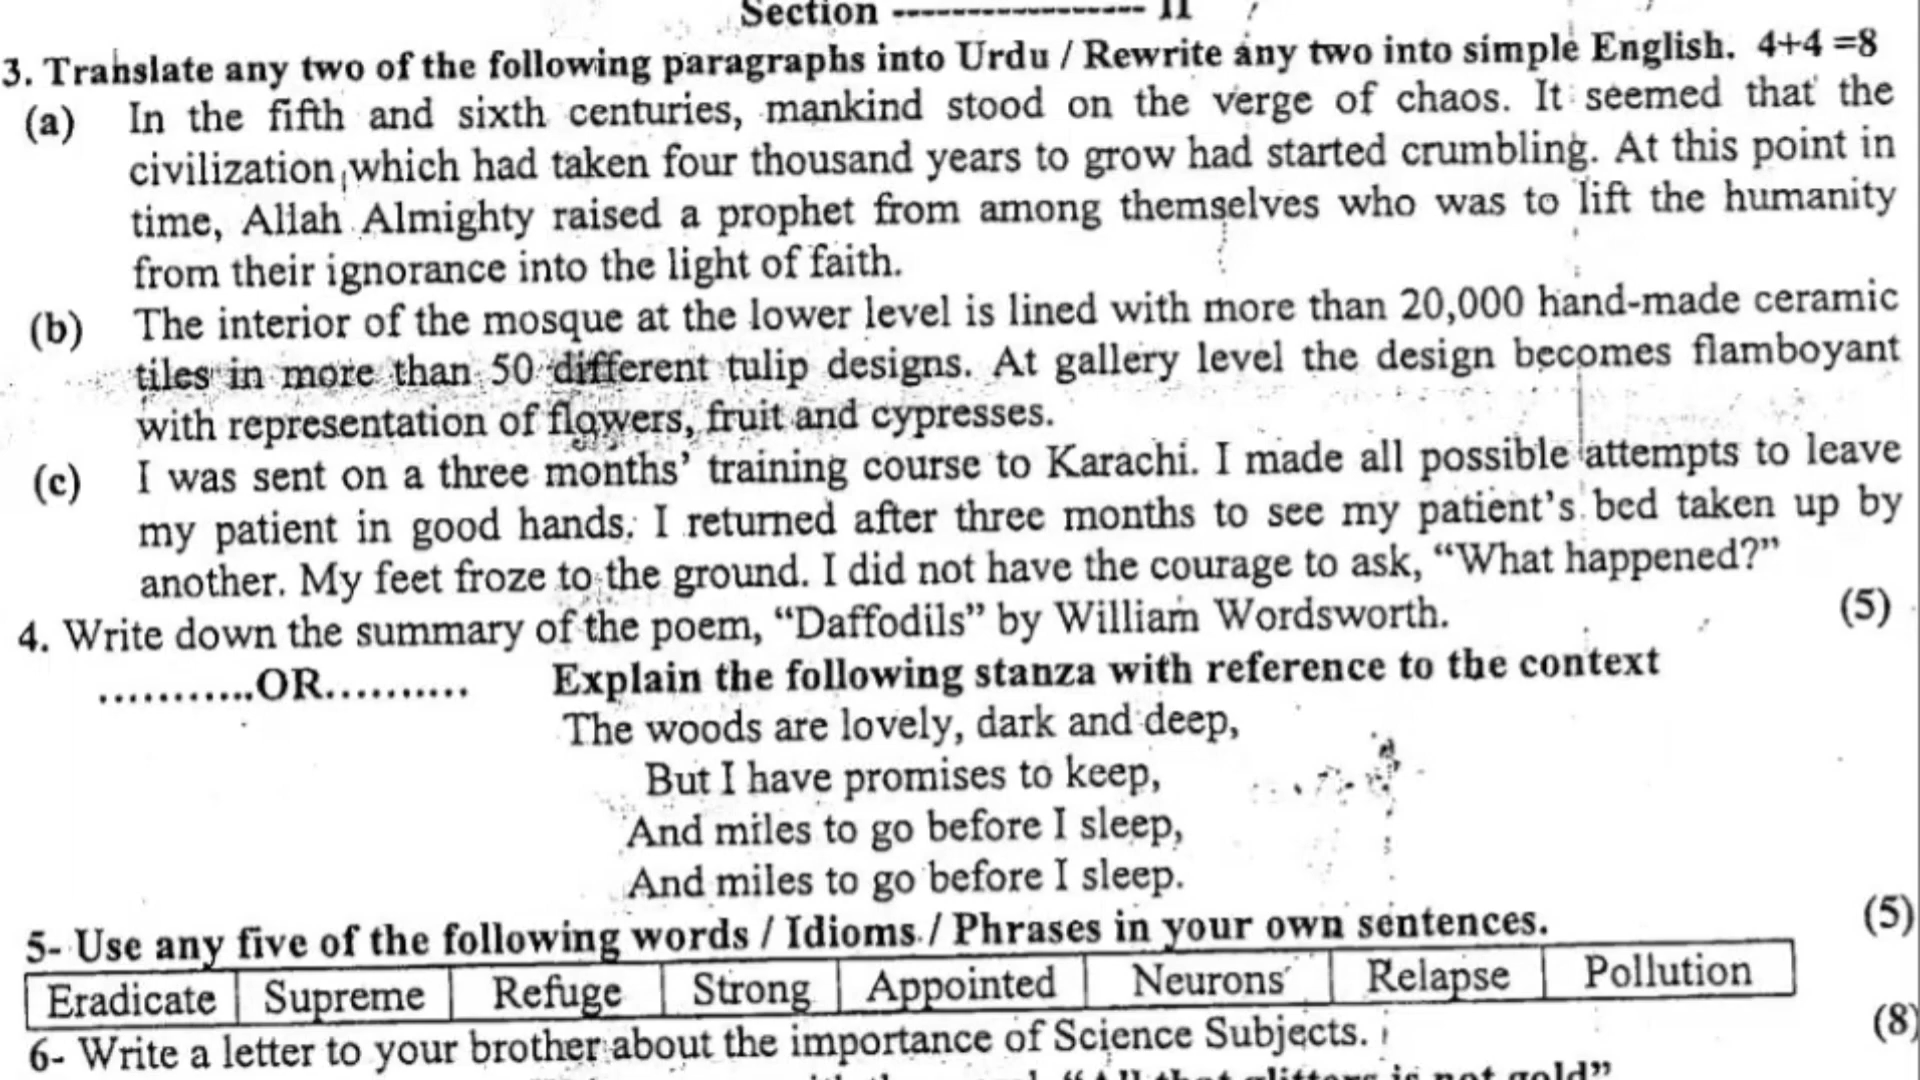 Section ----------------- II
3. Translate any two of the following paragraphs into Urdu / Rewrite any two into simple English. 4+4 =8
(a) In the fifth and sixth centuries, mankind stood on the verge of chaos. It seemed that the
civilization which had taken four thousand years to grow had started crumbling. At this point in
time, Allah Almighty raised a prophet from among themselves who was to lift the humanity
from their ignorance into the light of faith.
(b) The interior of the mosque at the lower level is lined with more than 20,000 hand-made ceramic
tiles in more than 50 different tulip designs. At gallery level the design becomes flamboyant
with representation of flowers, fruit and cypresses.
(c) I was sent on a three months' training course to Karachi. I made all possible attempts to leave
my patient in good hands. I returned after three months to see my patient's bed taken up by
another. My feet froze to the ground. I did not have the courage to ask, "What happened?"
4. Write down the summary of the poem, "Daffodils" by William Wordsworth. (5)
...........OR.......... Explain the following stanza with reference to the context
The woods are lovely, dark and deep,
But I have promises to keep,
And miles to go before I sleep,
And miles to go before I sleep.
5- Use any five of the following words / Idioms / Phrases in your own sentences. (5)
Eradicate Supreme Refuge Strong Appointed Neurons Relapse Pollution
6- Write a letter to your brother about the importance of Science Subjects. (8)
"All that glitters is not gold"